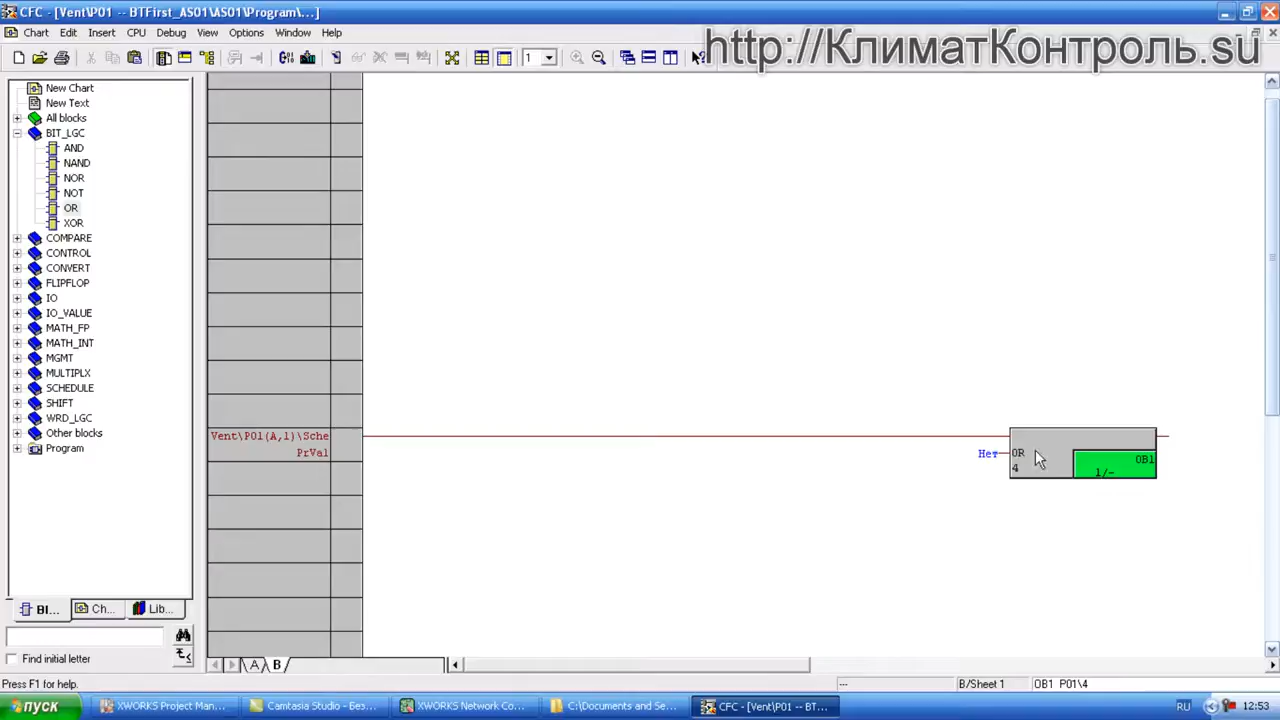 CFC - [Vent\P01 -- BTFirst_AS01\AS01\Program\...]
Chart Edit Insert CPU Debug View Options Window Help
http://КлиматКонтроль.su
1
New Chart
New Text
All blocks
BIT_LGC
AND
NAND
NOR
NOT
OR
XOR
COMPARE
CONTROL
CONVERT
FLIPFLOP
IO
IO_VALUE
MATH_FP
MATH_INT
MGMT
MULTIPLX
SCHEDULE
SHIFT
WRD_LGC
Other blocks
Program
Vent\P01(A,1)\Sche
PrVal
Нет
OR
4
OB1
1/-
BI...
Ch...
Lib...
Find initial letter
A
B
Press F1 for help.
---
B/Sheet 1
OB1 P01\4
пуск
XWORKS Project Man...
Camtasia Studio - Без...
XWORKS Network Co...
C:\Documents and Se...
CFC - [Vent\P01 -- BT...
RU
12:53